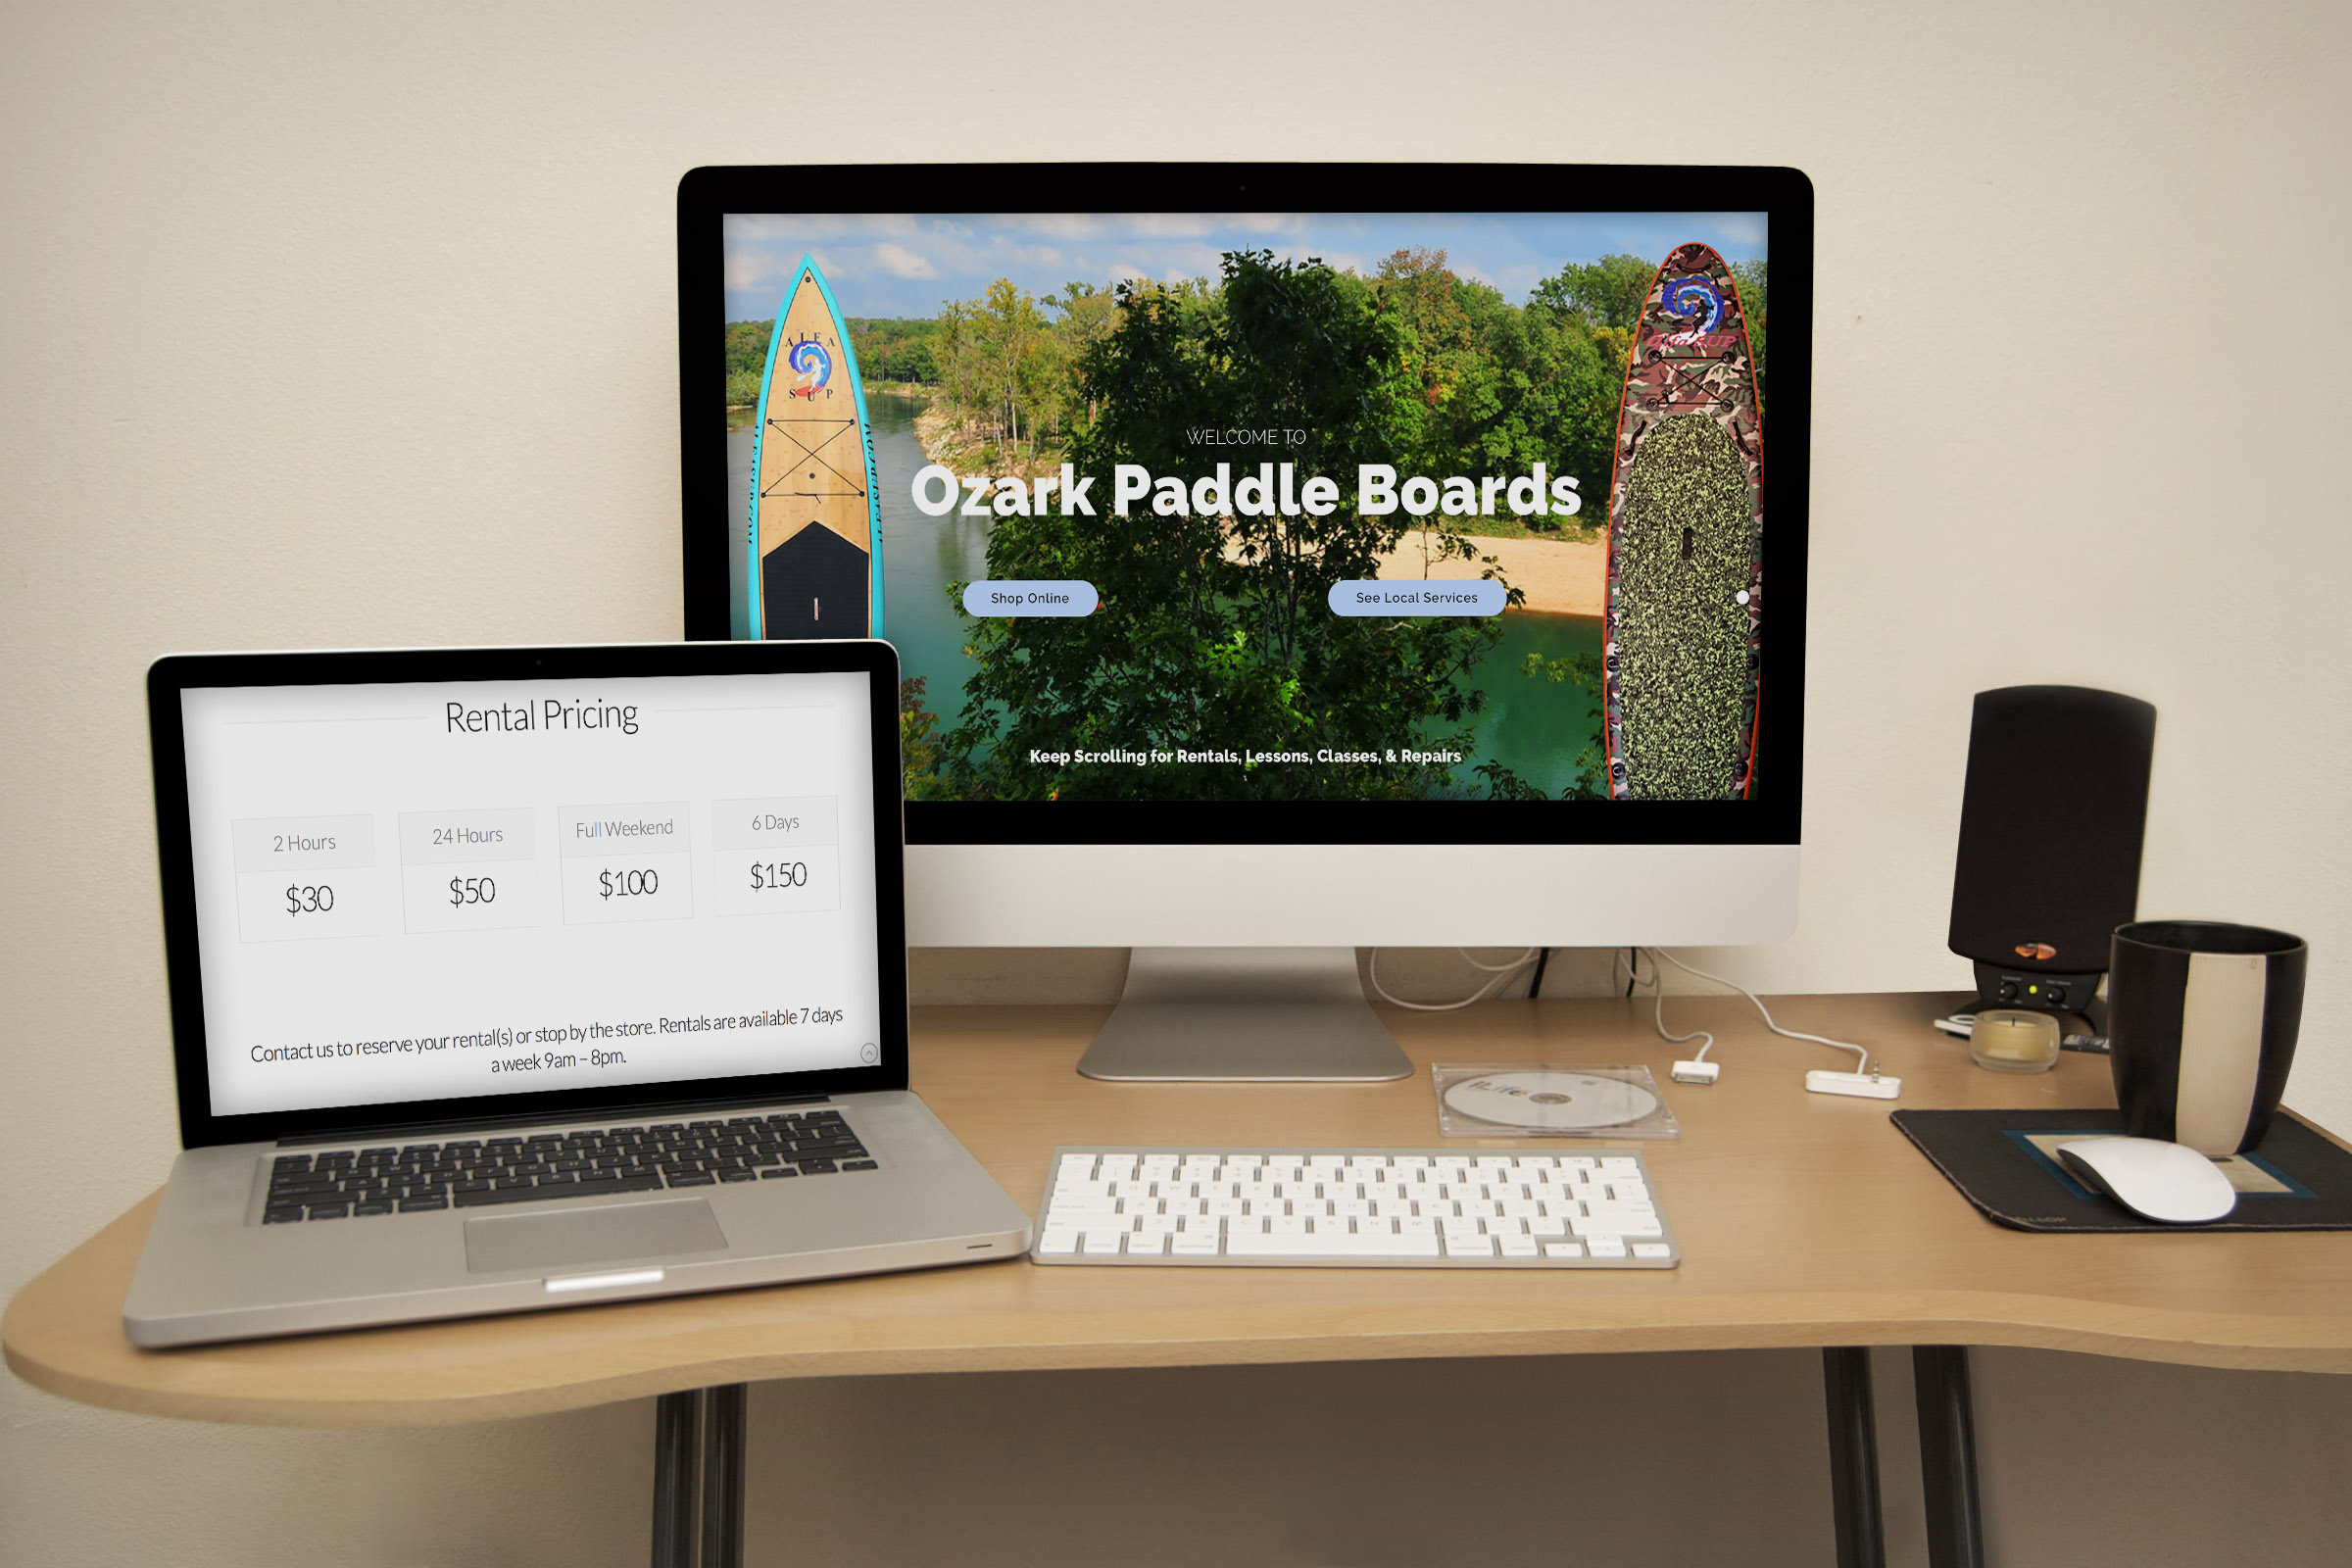 ALFA
SUP
WELCOME TO
Ozark Paddle Boards
Shop Online
See Local Services
Keep Scrolling for Rentals, Lessons, Classes, & Repairs
Rental Pricing
2 Hours
24 Hours
Full Weekend
6 Days
$30
$50
$100
$150
Contact us to reserve your rental(s) or stop by the store. Rentals are available 7 days
a week 9am – 8pm.
iLife